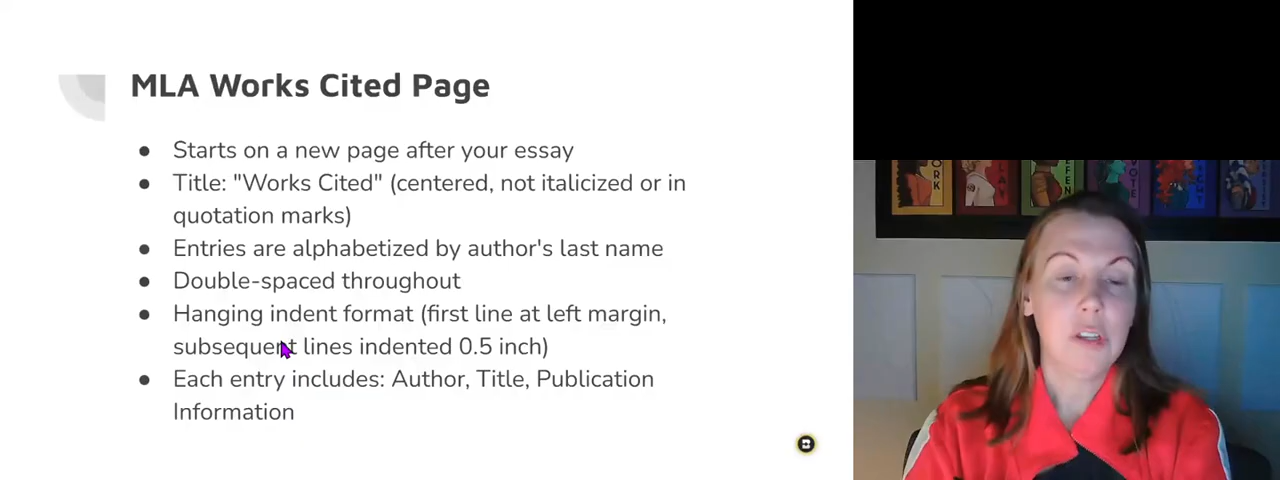 MLA Works Cited Page
● Starts on a new page after your essay
● Title: "Works Cited" (centered, not italicized or in
quotation marks)
● Entries are alphabetized by author's last name
● Double-spaced throughout
● Hanging indent format (first line at left margin,
subsequent lines indented 0.5 inch)
● Each entry includes: Author, Title, Publication
Information
VOTE